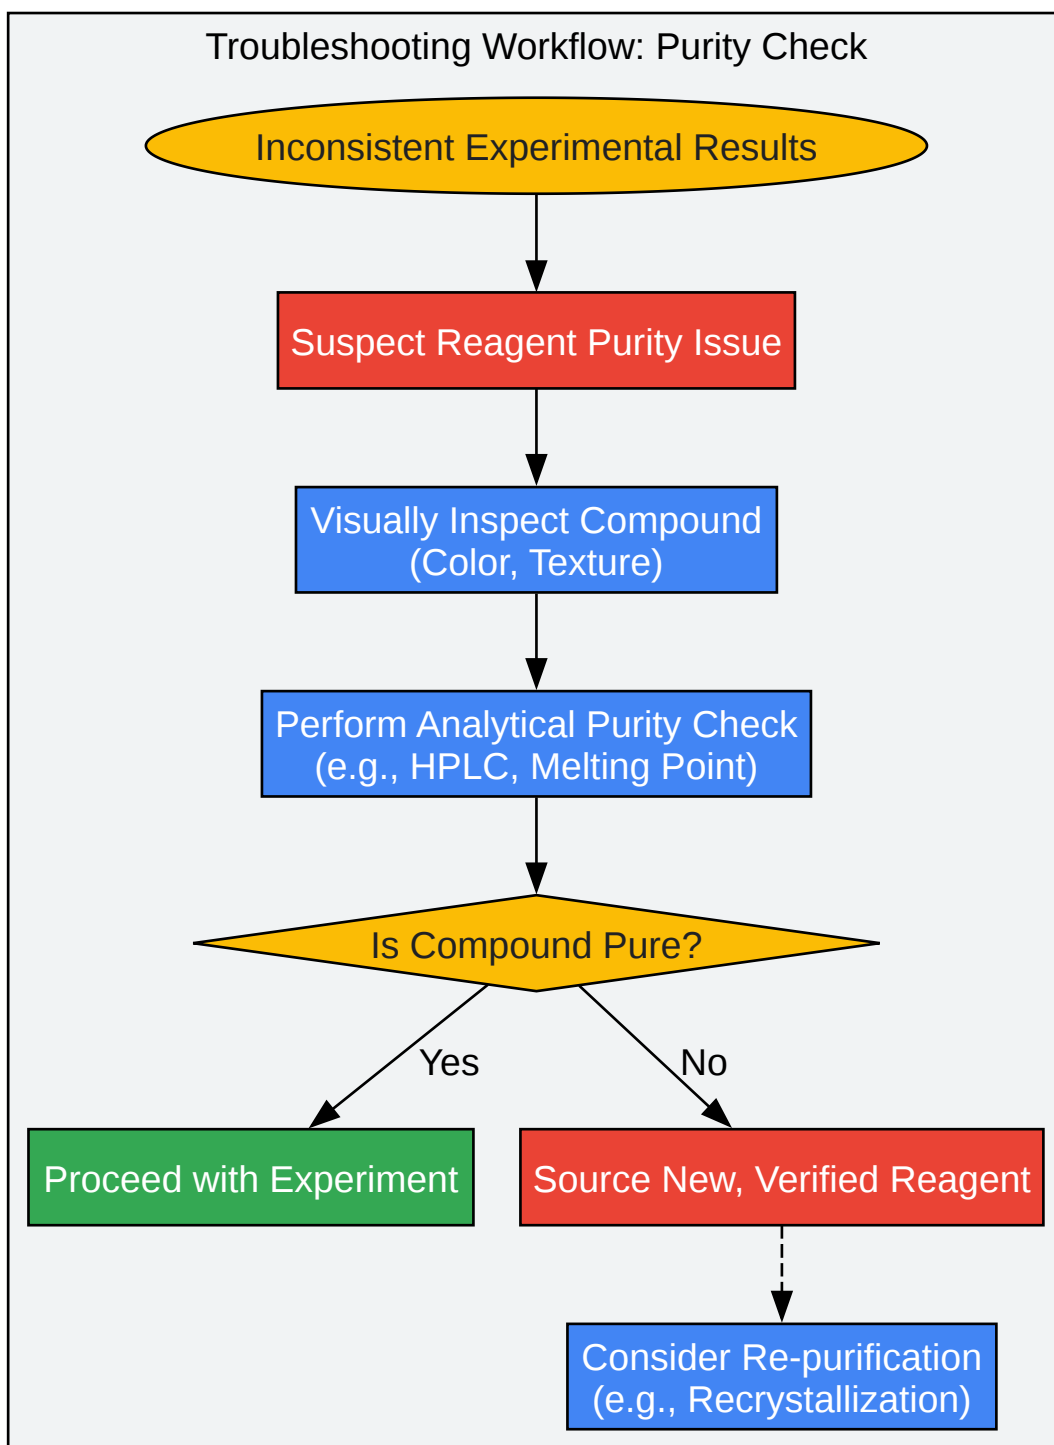 Troubleshooting Workflow: Purity Check
Inconsistent Experimental Results
Suspect Reagent Purity Issue
Visually Inspect Compound
(Color, Texture)
Perform Analytical Purity Check
(e.g., HPLC, Melting Point)
Is Compound Pure?
Yes
No
Proceed with Experiment
Source New, Verified Reagent
Consider Re-purification
(e.g., Recrystallization)